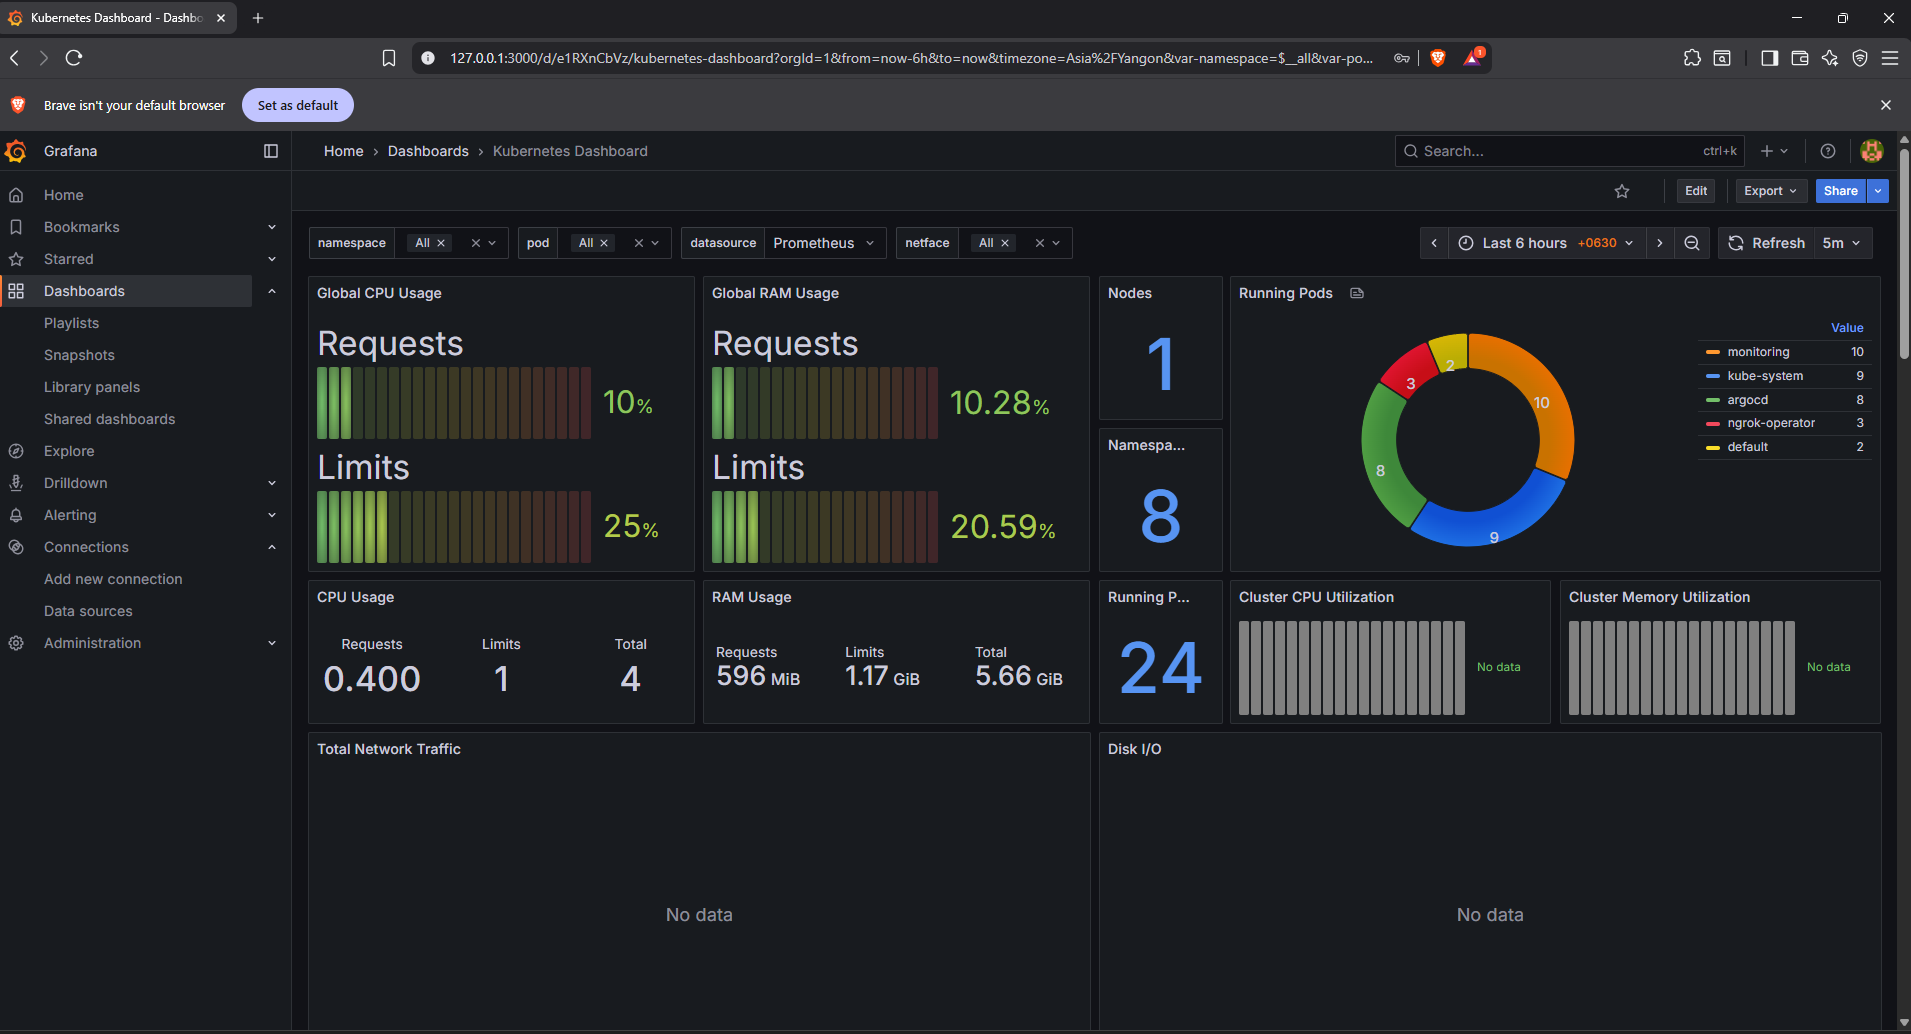 Kubernetes Dashboard - Dashbo
127.0.0.1:3000/d/e1RXnCbVz/kubernetes-dashboard?orgId=1&from=now-6h&to=now&timezone=Asia%2FYangon&var-namespace=$__all&var-po...
1
Brave isn't your default browser
Set as default
Grafana
Home › Dashboards › Kubernetes Dashboard
Search...
ctrl+k
Home
Bookmarks
Starred
Dashboards
Playlists
Snapshots
Library panels
Shared dashboards
Explore
Drilldown
Alerting
Connections
Add new connection
Data sources
Administration
Edit
Export
Share
namespace All
pod All
datasource Prometheus
netface All
Last 6 hours +0630
Refresh 5m
Global CPU Usage
Requests
10%
Limits
25%
Global RAM Usage
Requests
10.28%
Limits
20.59%
Nodes
1
Namespa...
8
Running Pods
10
9
8
3
2
Value
monitoring 10
kube-system 9
argocd 8
ngrok-operator 3
default 2
CPU Usage
Requests Limits Total
0.400 1 4
RAM Usage
Requests Limits Total
596 MiB 1.17 GiB 5.66 GiB
Running P...
24
Cluster CPU Utilization
No data
Cluster Memory Utilization
No data
Total Network Traffic
No data
Disk I/O
No data